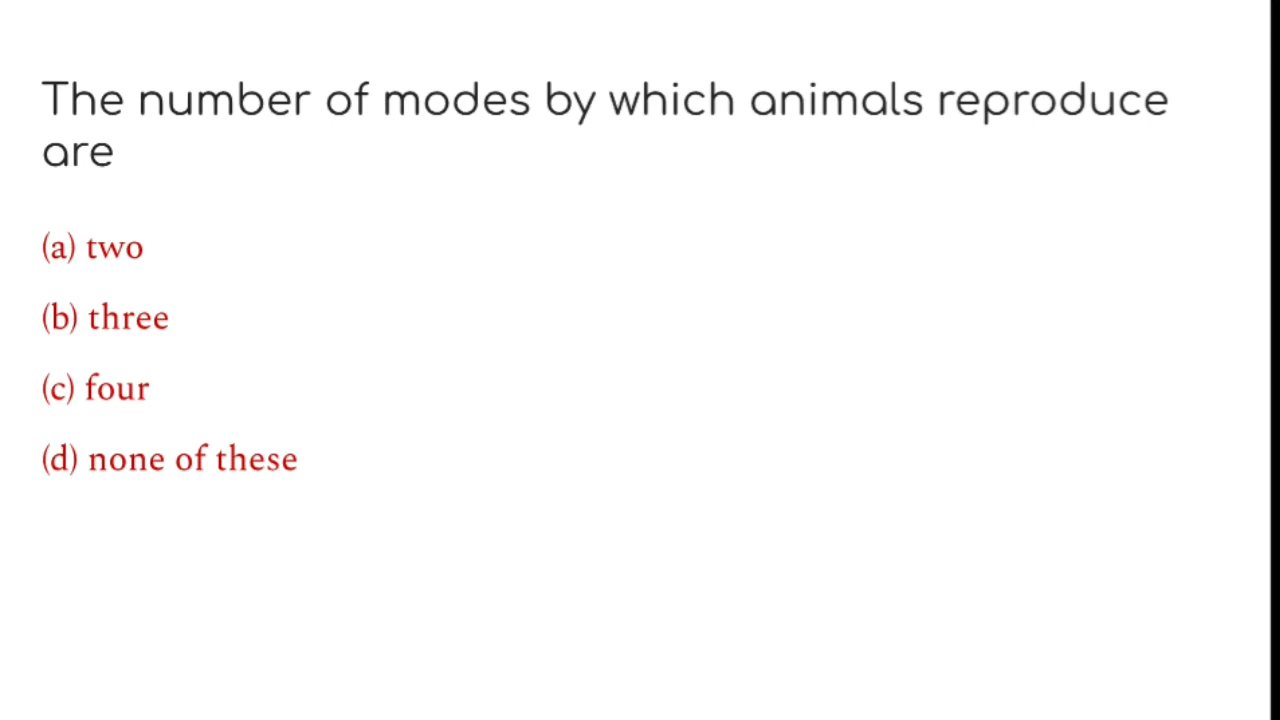 The number of modes by which animals reproduce
are
(a) two
(b) three
(c) four
(d) none of these